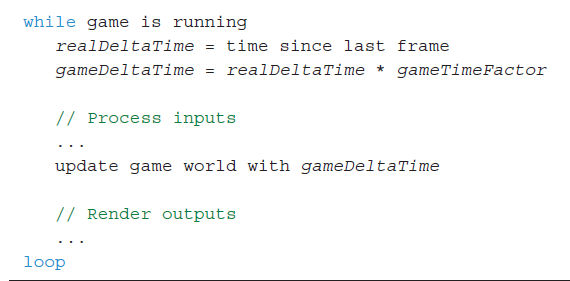 while game is running
realDeltaTime = time since last frame
gameDeltaTime = realDeltaTime * gameTimeFactor
// Process inputs
...
update game world with gameDeltaTime
// Render outputs
...
loop